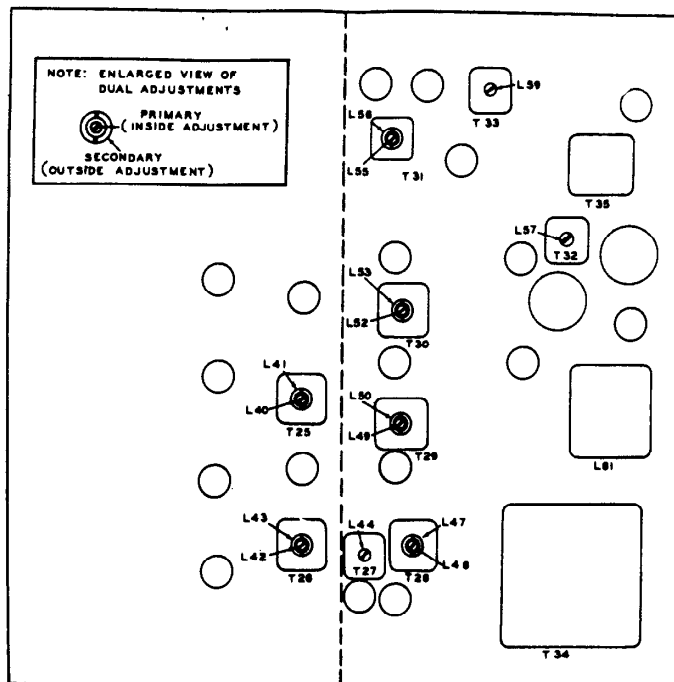 NOTE: ENLARGED VIEW OF
DUAL ADJUSTMENTS
PRIMARY
(INSIDE ADJUSTMENT)
SECONDARY
(OUTSIDE ADJUSTMENT)
L59
T33
L56
L55
T31
T35
L57
T32
L53
L52
T30
L41
L40
T25
L50
L49
T29
L61
L43
L42
T26
L44
T27
L47
L48
T28
T34